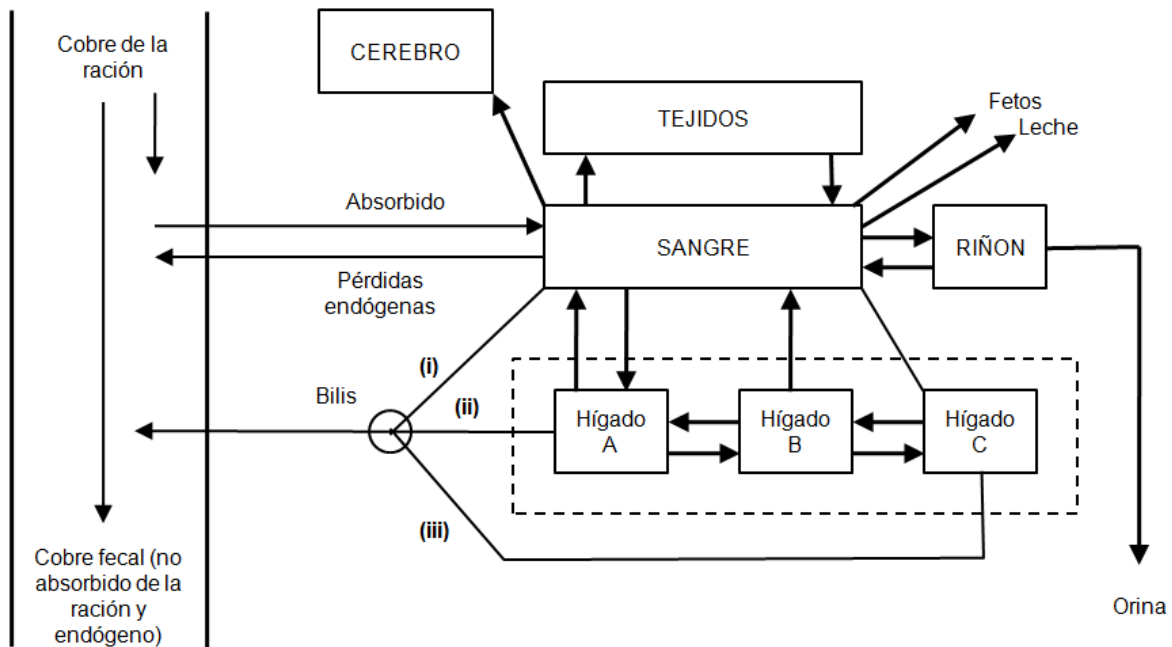 Cobre de la
ración
CEREBRO
TEJIDOS
Fetos
Leche
Absorbido
SANGRE
RIÑON
Pérdidas
endógenas
(i)
Bilis
(ii)
Hígado
A
Hígado
B
Hígado
C
(iii)
Cobre fecal (no
absorbido de la
ración y
endógeno)
Orina